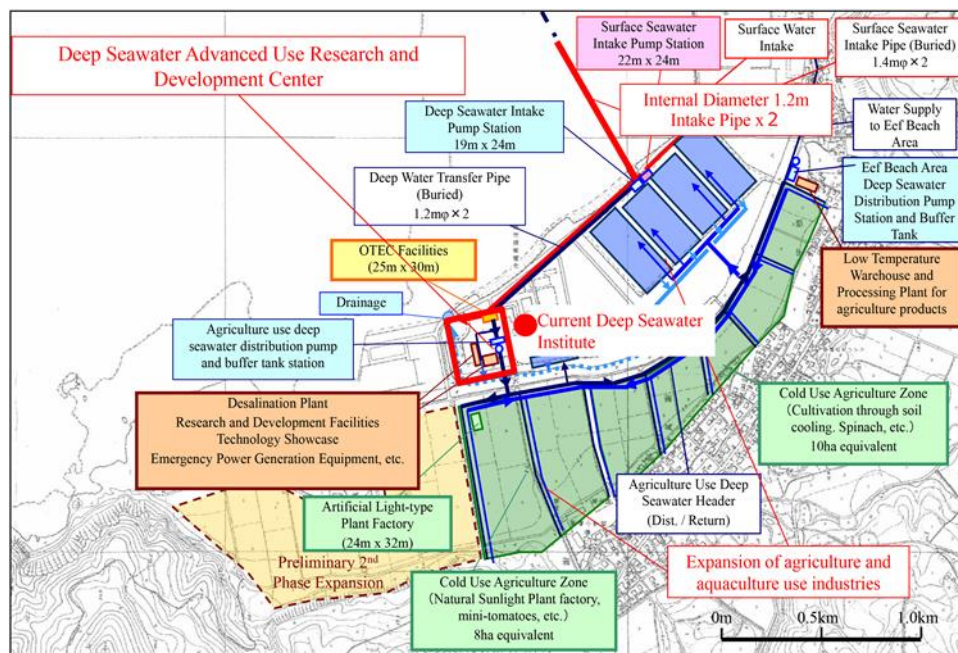 Deep Seawater Advanced Use Research and
Development Center
Surface Seawater
Intake Pump Station
22m x 24m
Surface Water
Intake
Surface Seawater
Intake Pipe (Buried)
1.4mφ×2
Internal Diameter 1.2m
Intake Pipe x 2
Deep Seawater Intake
Pump Station
19m x 24m
Water Supply
to Eef Beach
Area
Deep Water Transfer Pipe
(Buried)
1.2mφ×2
Eef Beach Area
Deep Seawater
Distribution Pump
Station and Buffer
Tank
OTEC Facilities
(25m x 30m)
Low Temperature
Warehouse and
Processing Plant for
agriculture products
Drainage
Current Deep Seawater
Institute
Agriculture use deep
seawater distribution pump
and buffer tank station
Desalination Plant
Research and Development Facilities
Technology Showcase
Emergency Power Generation Equipment, etc.
Cold Use Agriculture Zone
(Cultivation through soil
cooling. Spinach, etc.)
10ha equivalent
Artificial Light-type
Plant Factory
(24m x 32m)
Agriculture Use Deep
Seawater Header
(Dist. / Return)
Preliminary 2nd
Phase Expansion
Expansion of agriculture and
aquaculture use industries
Cold Use Agriculture Zone
(Natural Sunlight Plant factory,
mini-tomatoes, etc.)
8ha equivalent
0m 0.5km 1.0km